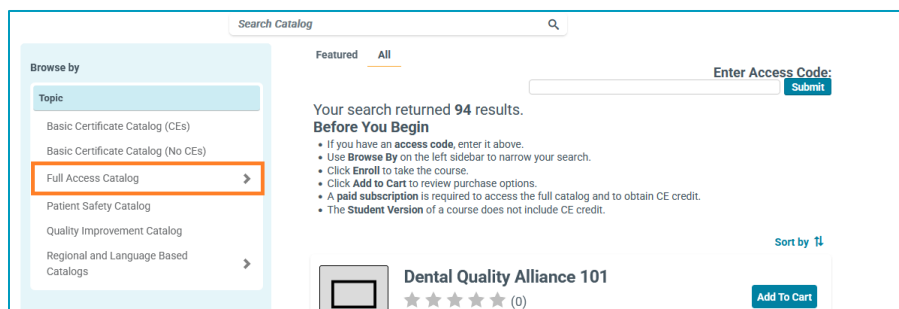 Search Catalog
Browse by
Topic
Basic Certificate Catalog (CEs)
Basic Certificate Catalog (No CEs)
Full Access Catalog
Patient Safety Catalog
Quality Improvement Catalog
Regional and Language Based
Catalogs
Featured All
Enter Access Code:
Submit
Your search returned 94 results.
Before You Begin
• If you have an access code, enter it above.
• Use Browse By on the left sidebar to narrow your search.
• Click Enroll to take the course.
• Click Add to Cart to review purchase options.
• A paid subscription is required to access the full catalog and to obtain CE credit.
• The Student Version of a course does not include CE credit.
Sort by
Dental Quality Alliance 101
(0)
Add To Cart